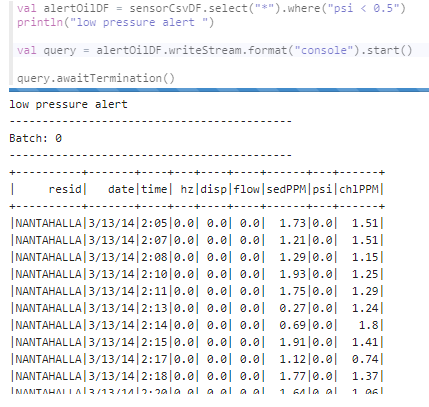 val alertOilDF = sensorCsvDF.select("*").where("psi < 0.5")
println("low pressure alert ")
val query = alertOilDF.writeStream.format("console").start()
query.awaitTermination()
low pressure alert
-------------------------------------------
Batch: 0
-------------------------------------------
+----------+-------+----+---+----+----+------+---+------+
|     resid|   date|time| hz|disp|flow|sedPPM|psi|chlPPM|
+----------+-------+----+---+----+----+------+---+------+
|NANTAHALLA|3/13/14|2:05|0.0| 0.0| 0.0|  1.73|0.0|  1.51|
|NANTAHALLA|3/13/14|2:07|0.0| 0.0| 0.0|  1.21|0.0|  1.51|
|NANTAHALLA|3/13/14|2:08|0.0| 0.0| 0.0|  1.29|0.0|  1.15|
|NANTAHALLA|3/13/14|2:10|0.0| 0.0| 0.0|  1.93|0.0|  1.25|
|NANTAHALLA|3/13/14|2:11|0.0| 0.0| 0.0|  1.75|0.0|  1.29|
|NANTAHALLA|3/13/14|2:13|0.0| 0.0| 0.0|  0.27|0.0|  1.24|
|NANTAHALLA|3/13/14|2:14|0.0| 0.0| 0.0|  0.69|0.0|   1.8|
|NANTAHALLA|3/13/14|2:15|0.0| 0.0| 0.0|  1.91|0.0|  1.41|
|NANTAHALLA|3/13/14|2:17|0.0| 0.0| 0.0|  1.12|0.0|  0.74|
|NANTAHALLA|3/13/14|2:18|0.0| 0.0| 0.0|  1.77|0.0|  1.37|
|NANTAHALLA|3/13/14|2:20|0.0| 0.0| 0.0|  1.64|0.0|  1.06|